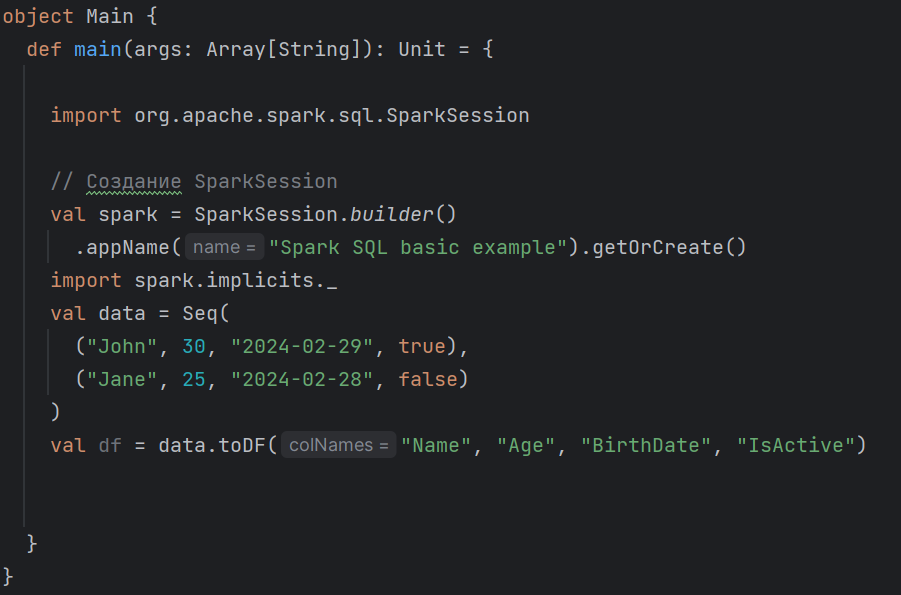 object Main {
def main(args: Array[String]): Unit = {
import org.apache.spark.sql.SparkSession
// Создание SparkSession
val spark = SparkSession.builder()
.appName( name = "Spark SQL basic example").getOrCreate()
import spark.implicits._
val data = Seq(
("John", 30, "2024-02-29", true),
("Jane", 25, "2024-02-28", false)
)
val df = data.toDF( colNames = "Name", "Age", "BirthDate", "IsActive")
}
}